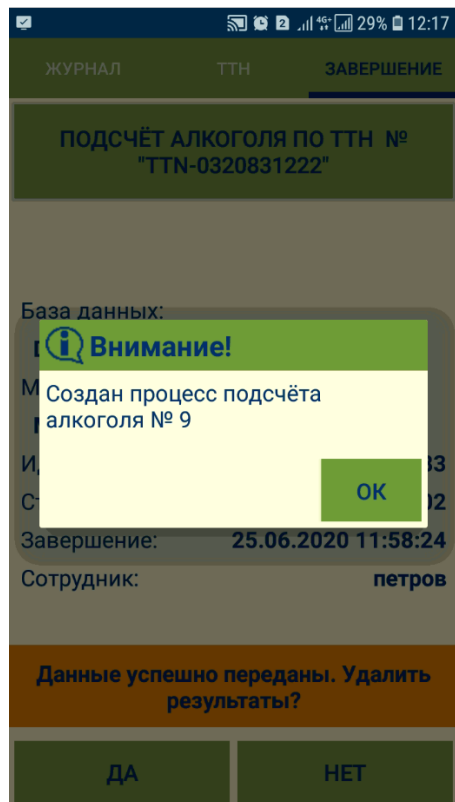 2 4G+ 29% 12:17
ЖУРНАЛ ТТН ЗАВЕРШЕНИЕ
ПОДСЧЁТ АЛКОГОЛЯ ПО ТТН №
"TTN-0320831222"
База данных:
Внимание!
Создан процесс подсчёта
алкоголя № 9
ОК
Завершение: 25.06.2020 11:58:24
Сотрудник: петров
Данные успешно переданы. Удалить
результаты?
ДА НЕТ